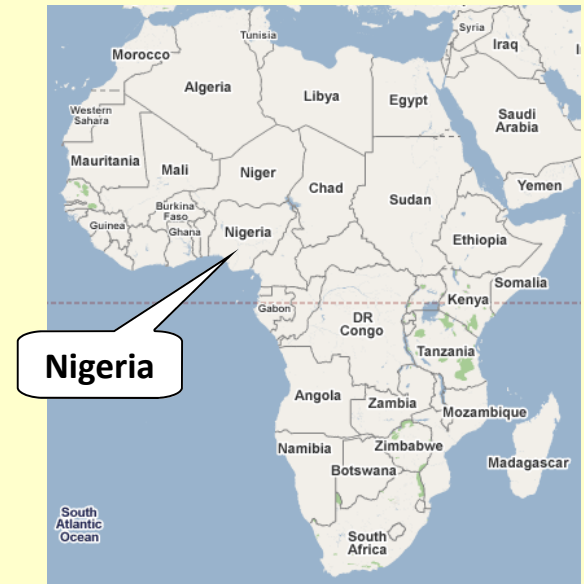 Tunisia
Syria
Iraq
Morocco
Algeria
Libya
Egypt
Western
Sahara
Saudi
Arabia
Mauritania
Mali
Niger
Chad
Sudan
Yemen
Burkina
Faso
Guinea
Ghana
Nigeria
Ethiopia
Somalia
Kenya
Gabon
DR
Congo
Tanzania
Nigeria
Angola
Zambia
Mozambique
Namibia
Zimbabwe
Botswana
Madagascar
South
Atlantic
Ocean
South
Africa